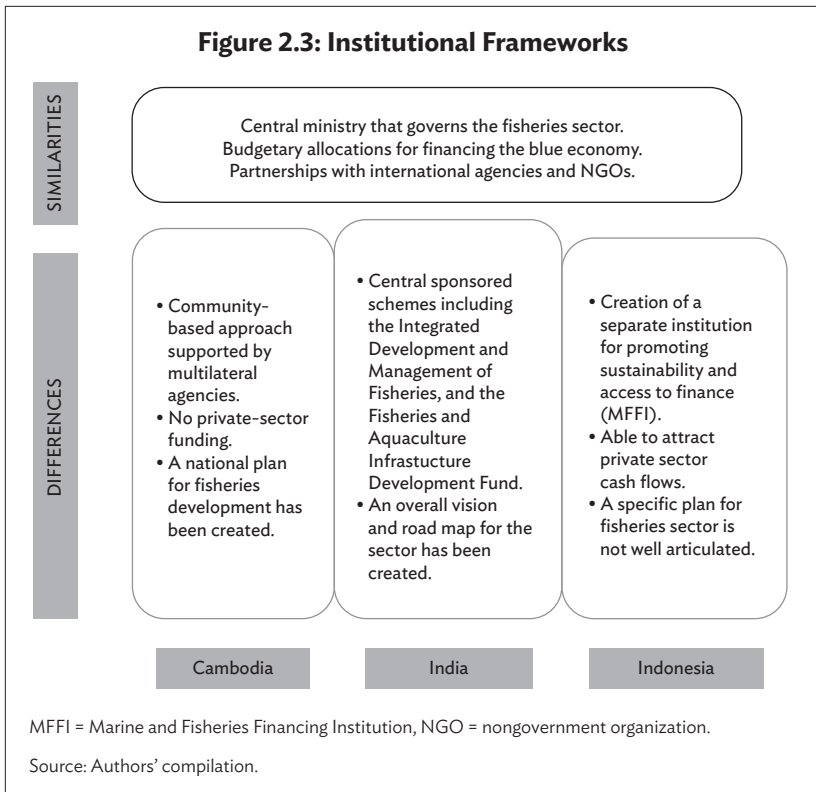 Figure 2.3: Institutional Frameworks
SIMILARITIES
Central ministry that governs the fisheries sector.
Budgetary allocations for financing the blue economy.
Partnerships with international agencies and NGOs.
DIFFERENCES
• Community-
based approach
supported by
multilateral
agencies.
• No private-sector
funding.
• A national plan
for fisheries
development has
been created.
• Central sponsored
schemes including
the Integrated
Development and
Management of
Fisheries, and the
Fisheries and
Aquaculture
Infrastucture
Development Fund.
• An overall vision
and road map for the
sector has been
created.
• Creation of a
separate institution
for promoting
sustainability and
access to finance
(MFFI).
• Able to attract
private sector
cash flows.
• A specific plan for
fisheries sector is
not well articulated.
Cambodia
India
Indonesia
MFFI = Marine and Fisheries Financing Institution, NGO = nongovernment organization.
Source: Authors' compilation.